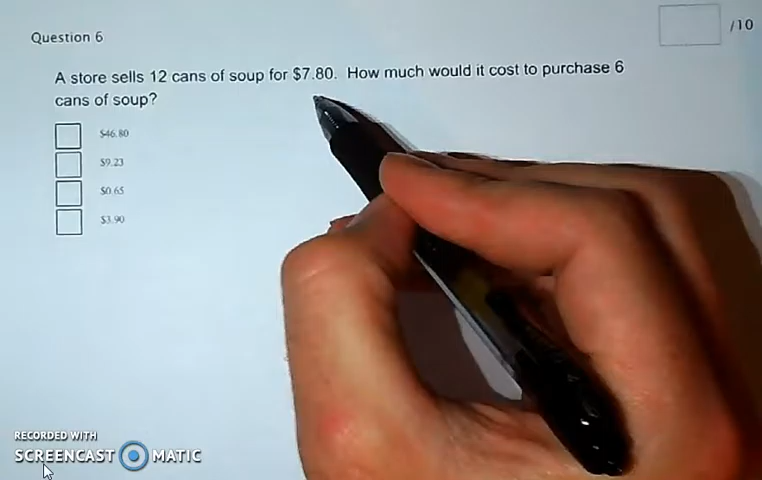 Question 6
/10
A store sells 12 cans of soup for $7.80. How much would it cost to purchase 6
cans of soup?
$46.80
$9.23
$0.65
$3.90
RECORDED WITH
SCREENCAST MATIC